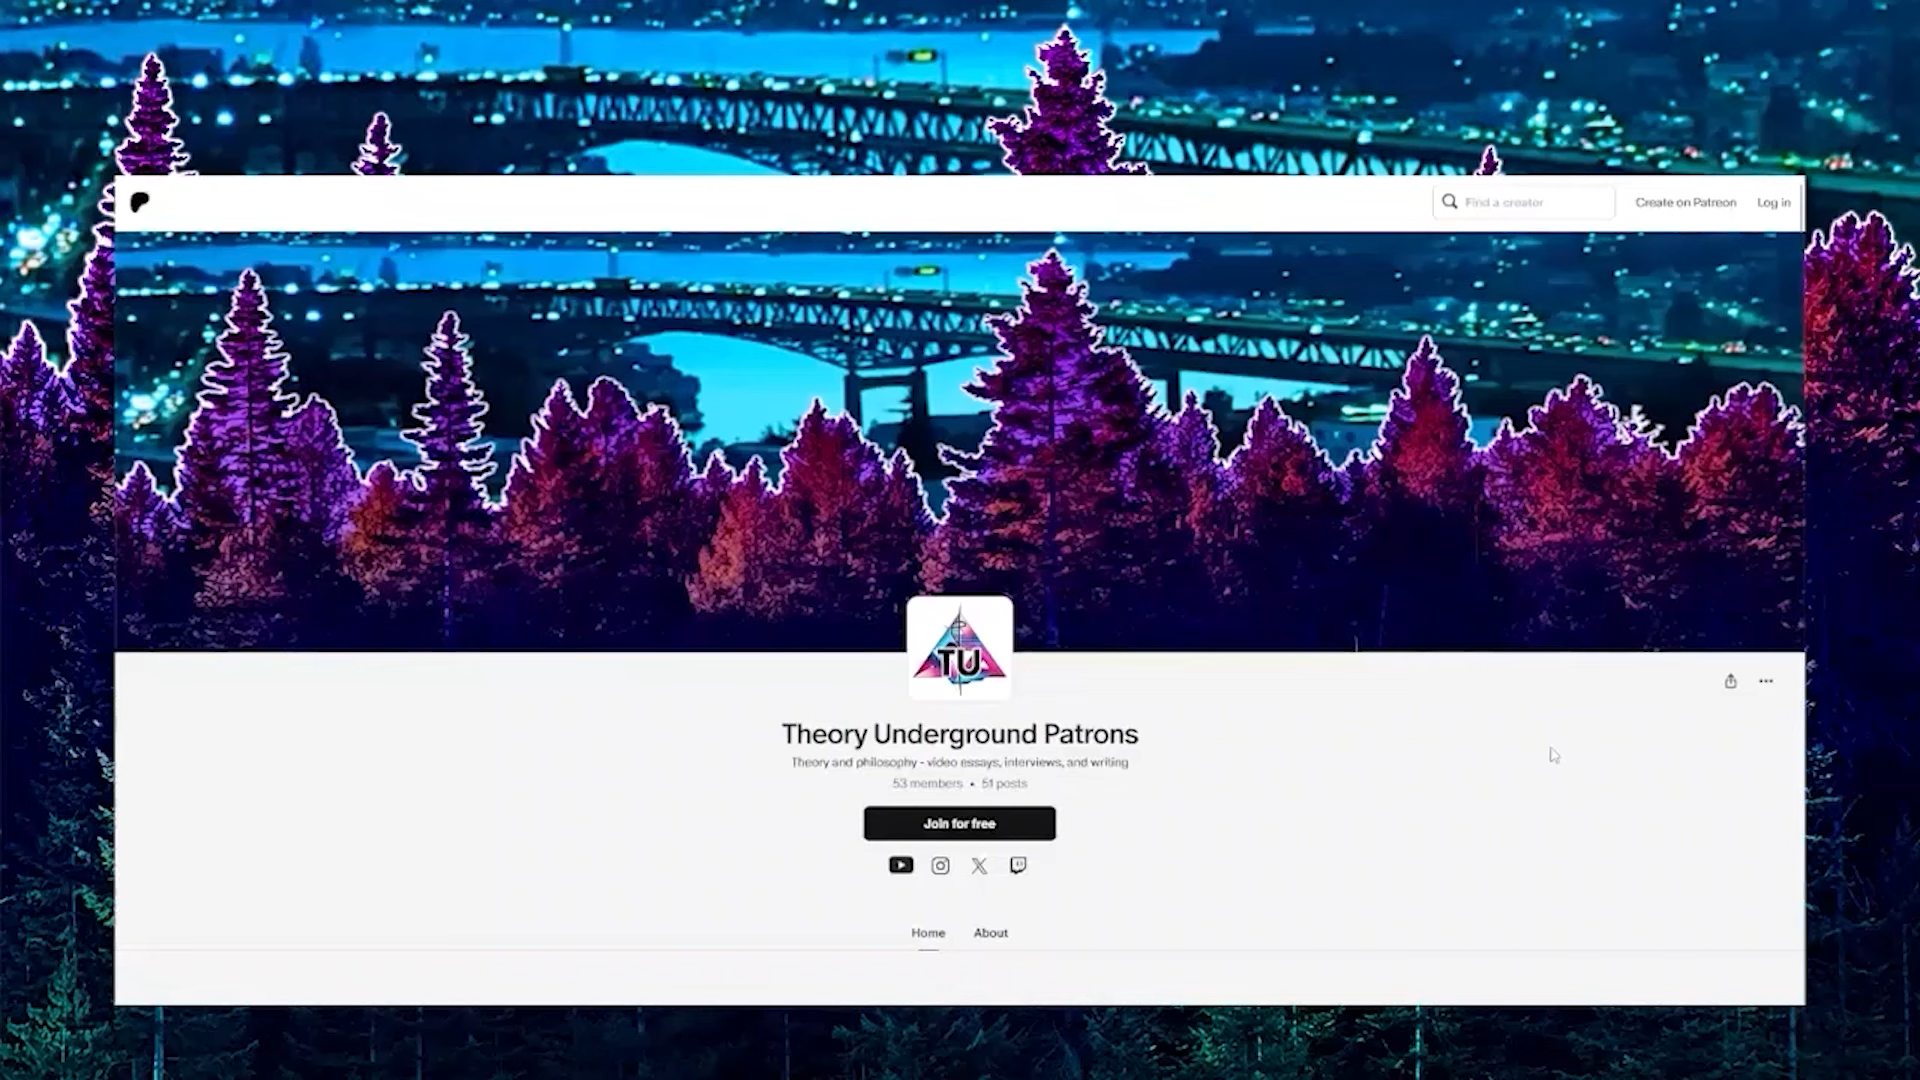 Find a creator
Create on Patreon
Log in
TU
Theory Underground Patrons
Theory and philosophy - video essays, interviews, and writing
53 members • 51 posts
Join for free
Home
About